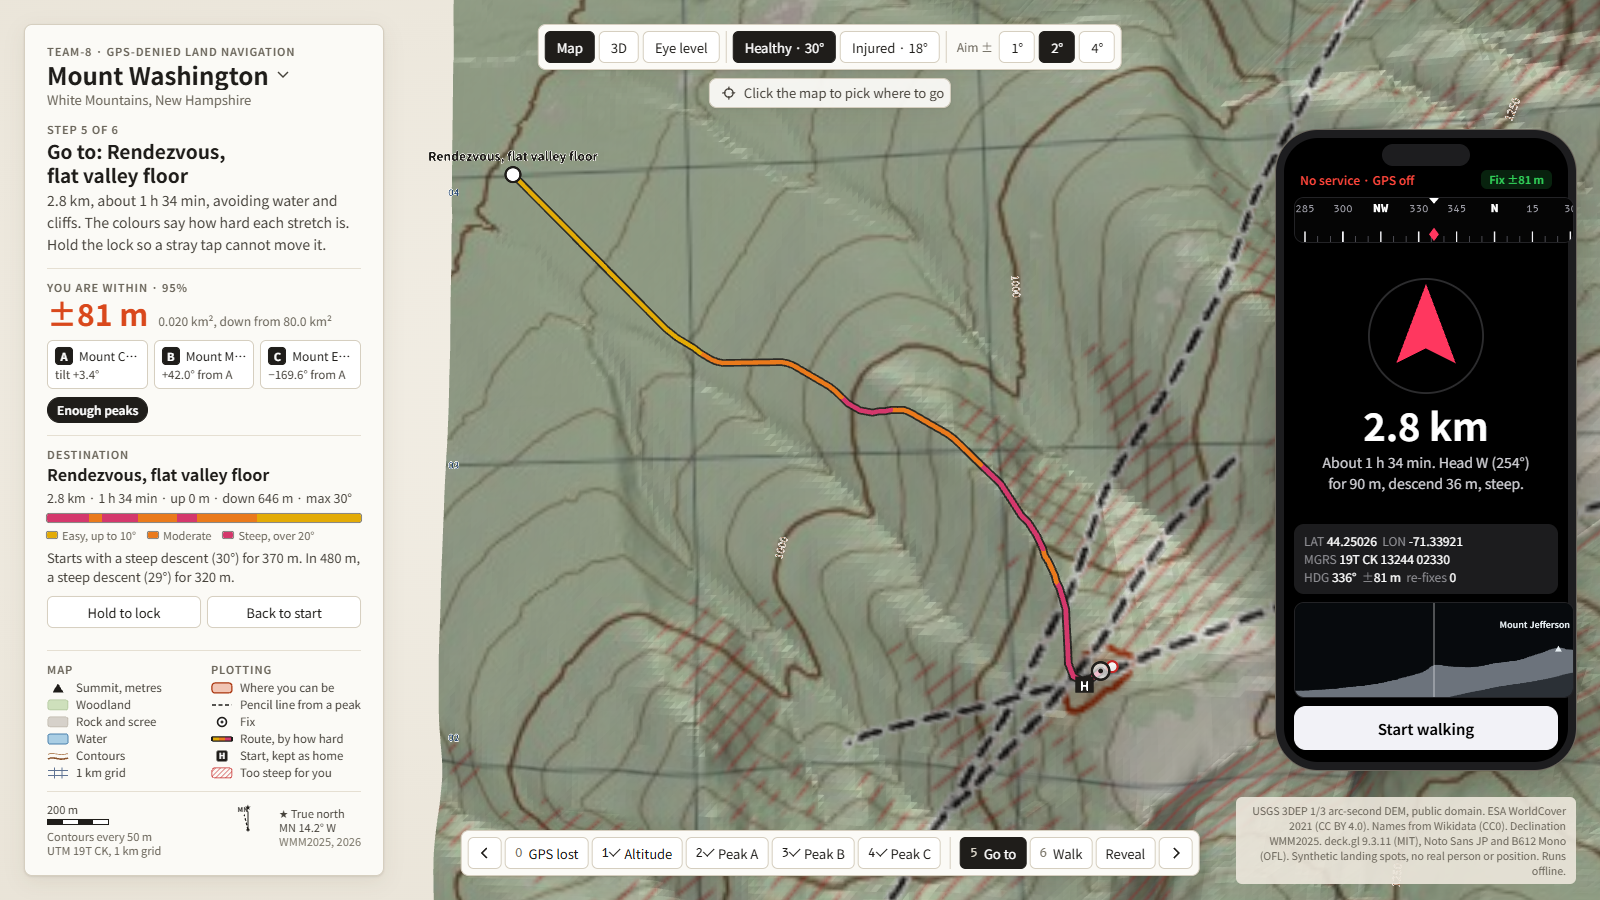 TEAM-8 · GPS-DENIED LAND NAVIGATION
Mount Washington
White Mountains, New Hampshire
STEP 5 OF 6
Go to: Rendezvous,
flat valley floor
2.8 km, about 1 h 34 min, avoiding water and
cliffs. The colours say how hard each stretch is.
Hold the lock so a stray tap cannot move it.
YOU ARE WITHIN · 95%
±81 m 0.020 km², down from 80.0 km²
A Mount C···
tilt +3.4°
B Mount M···
+42.0° from A
C Mount E···
−169.6° from A
Enough peaks
DESTINATION
Rendezvous, flat valley floor
2.8 km · 1 h 34 min · up 0 m · down 646 m · max 30°
Easy, up to 10° Moderate Steep, over 20°
Starts with a steep descent (30°) for 370 m. In 480 m,
a steep descent (29°) for 320 m.
Hold to lock Back to start
MAP
Summit, metres
Woodland
Rock and scree
Water
Contours
1 km grid
PLOTTING
Where you can be
Pencil line from a peak
Fix
Route, by how hard
H Start, kept as home
Too steep for you
200 m
Contours every 50 m
UTM 19T CK, 1 km grid
MN
★ True north
MN 14.2° W
WMM2025, 2026
Map 3D Eye level Healthy · 30° Injured · 18° Aim ± 1° 2° 4°
Click the map to pick where to go
Rendezvous, flat valley floor
04
03
02
1000
1000
1250
H
No service · GPS off Fix ±81 m
285 300 NW 330 345 N 15 30
2.8 km
About 1 h 34 min. Head W (254°)
for 90 m, descend 36 m, steep.
LAT 44.25026 LON -71.33921
MGRS 19T CK 13244 02330
HDG 336° ±81 m re-fixes 0
Mount Jefferson
Start walking
0 GPS lost 1✓ Altitude 2✓ Peak A 3✓ Peak B 4✓ Peak C 5 Go to 6 Walk Reveal
USGS 3DEP 1/3 arc-second DEM, public domain. ESA WorldCover
2021 (CC BY 4.0). Names from Wikidata (CC0). Declination
WMM2025. deck.gl 9.3.11 (MIT), Noto Sans JP and B612 Mono
(OFL). Synthetic landing spots, no real person or position. Runs
offline.